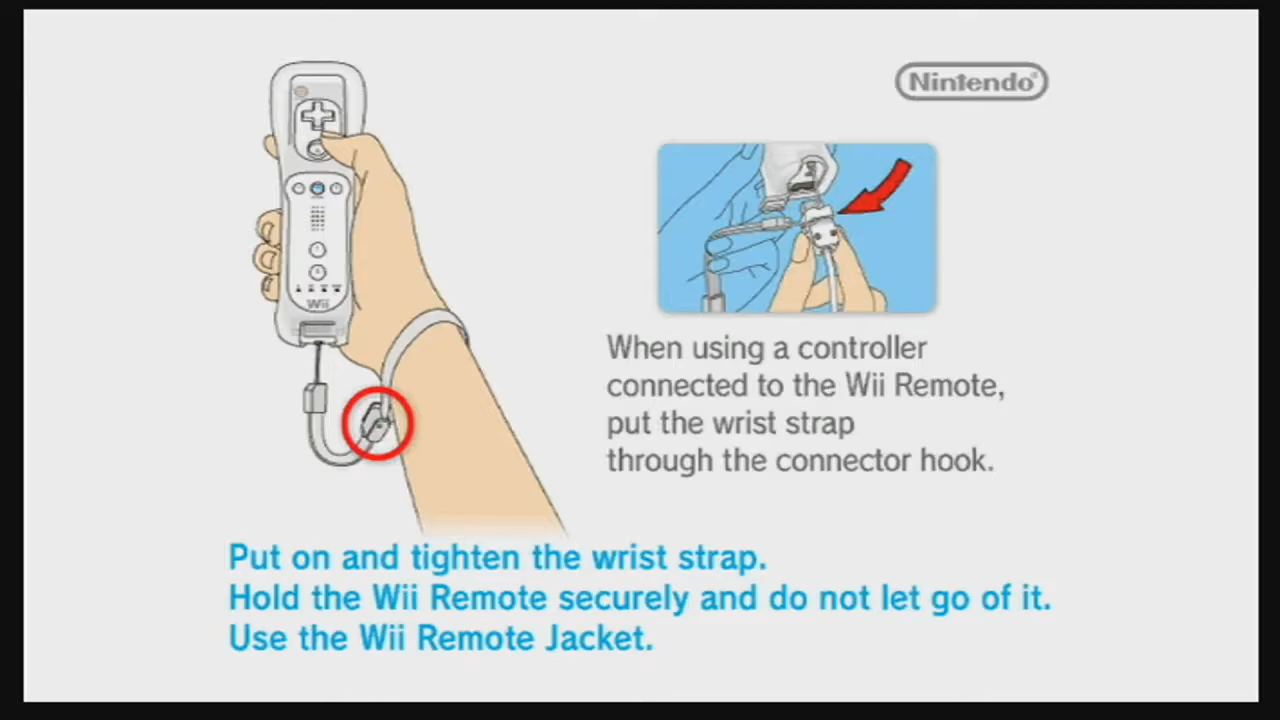 Nintendo®
When using a controller
connected to the Wii Remote,
put the wrist strap
through the connector hook.
Wii
Put on and tighten the wrist strap.
Hold the Wii Remote securely and do not let go of it.
Use the Wii Remote Jacket.